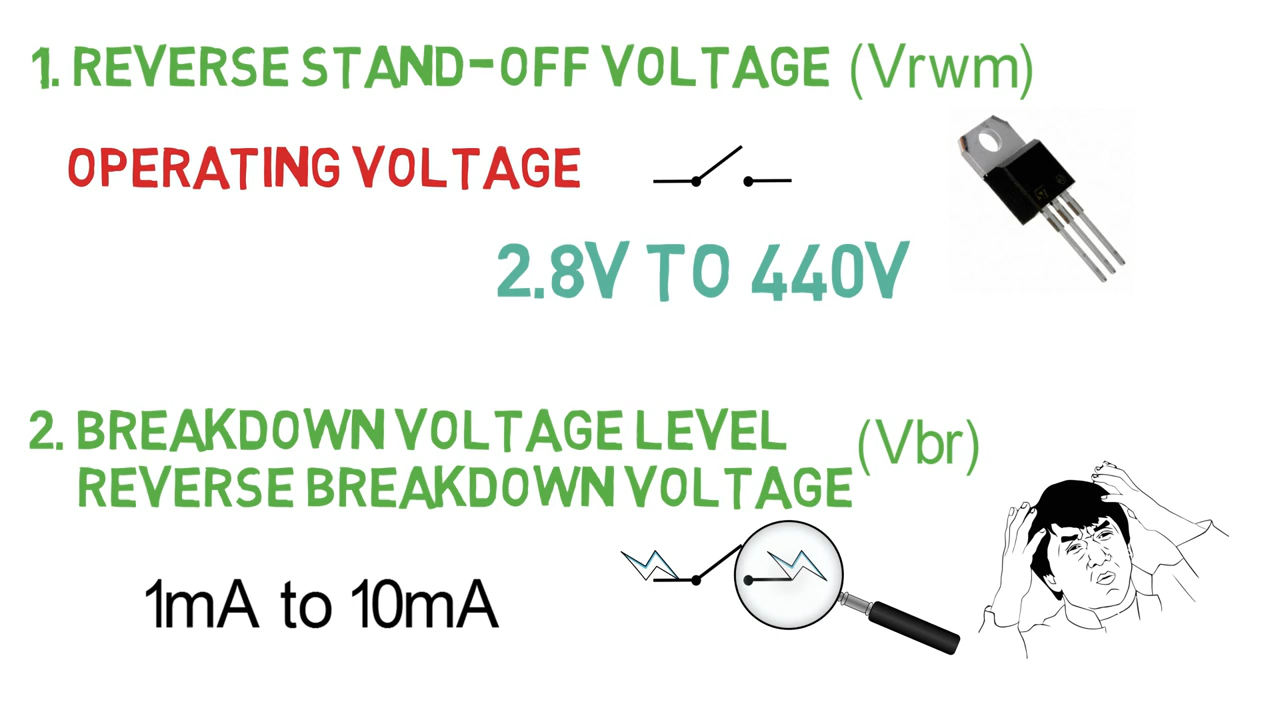 1. REVERSE STAND-OFF VOLTAGE (Vrwm)
OPERATING VOLTAGE
2.8V TO 440V
2. BREAKDOWN VOLTAGE LEVEL
REVERSE BREAKDOWN VOLTAGE (Vbr)
1mA to 10mA